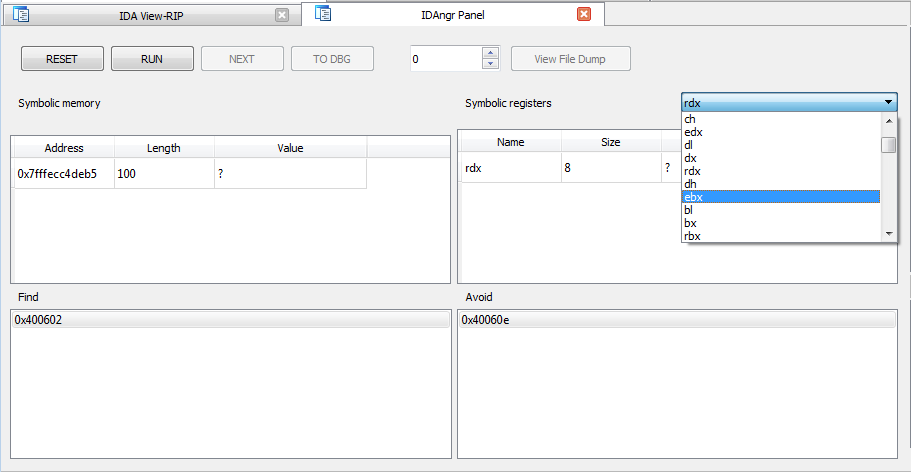 IDA View-RIP
IDAngr Panel
RESET
RUN
NEXT
TO DBG
0
View File Dump
Symbolic memory
Symbolic registers
rdx
Address
Length
Value
0x7fffecc4deb5
100
?
Name
Size
rdx
8
?
ch
edx
dl
dx
rdx
dh
ebx
bl
bx
rbx
Find
Avoid
0x400602
0x40060e